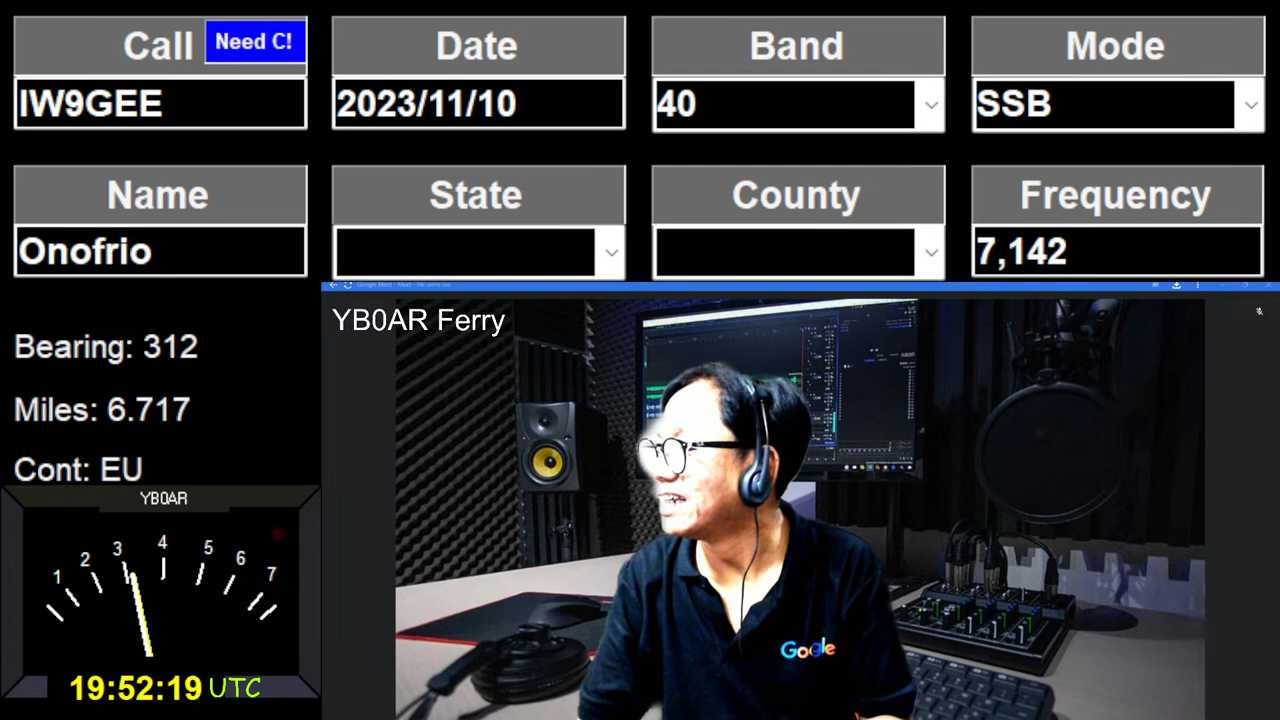 Call Need C!
Date
Band
Mode
IW9GEE
2023/11/10
40
SSB
Name
State
County
Frequency
Onofrio
7,142
YB0AR Ferry
Bearing: 312
Miles: 6.717
Cont: EU
YB0AR
1 2 3 4 5 6 7
19:52:19 UTC
Google